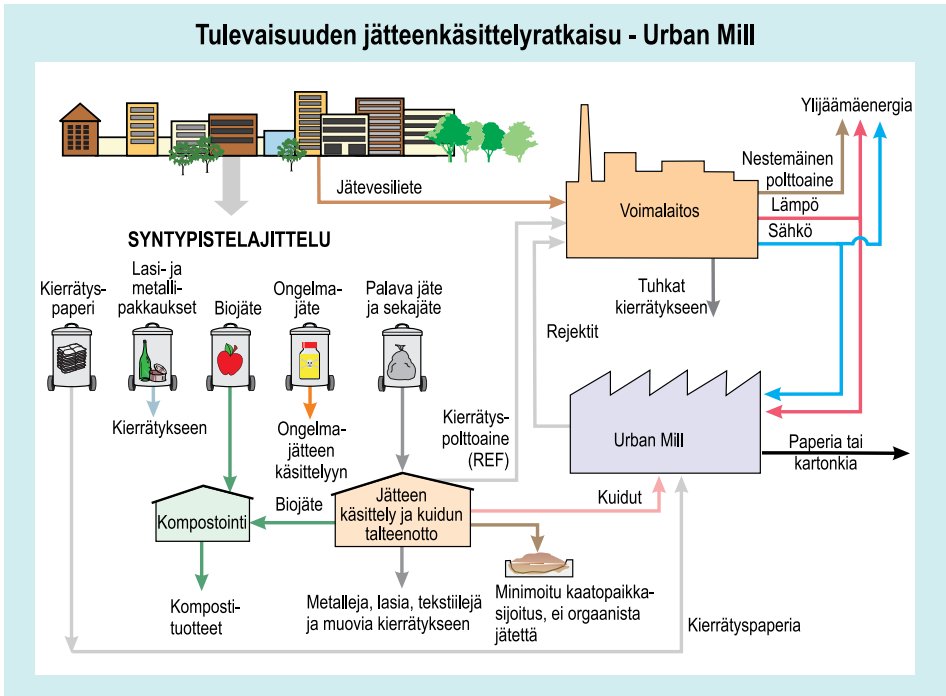 Tulevaisuuden jätteenkäsittelyratkaisu - Urban Mill
Ylijäämäenergia
Nestemäinen
polttoaine
Jätevesiliete
Voimalaitos
Lämpö
Sähkö
SYNTYPISTELAJITTELU
Tuhkat
kierrätykseen
Kierrätys-
paperi
Lasi- ja
metalli-
pakkaukset
Biojäte
Ongelma-
jäte
Palava jäte
ja sekajäte
Rejektit
Kierrätykseen
Ongelma-
jätteen
käsittelyyn
Kierrätys-
polttoaine
(REF)
Urban Mill
Paperia tai
kartonkia
Kompostointi
Biojäte
Jätteen
käsittely ja kuidun
talteenotto
Kuidut
Komposti-
tuotteet
Metalleja, lasia, tekstiilejä
ja muovia kierrätykseen
Minimoitu kaatopaikka-
sijoitus, ei orgaanista
jätettä
Kierrätyspaperia